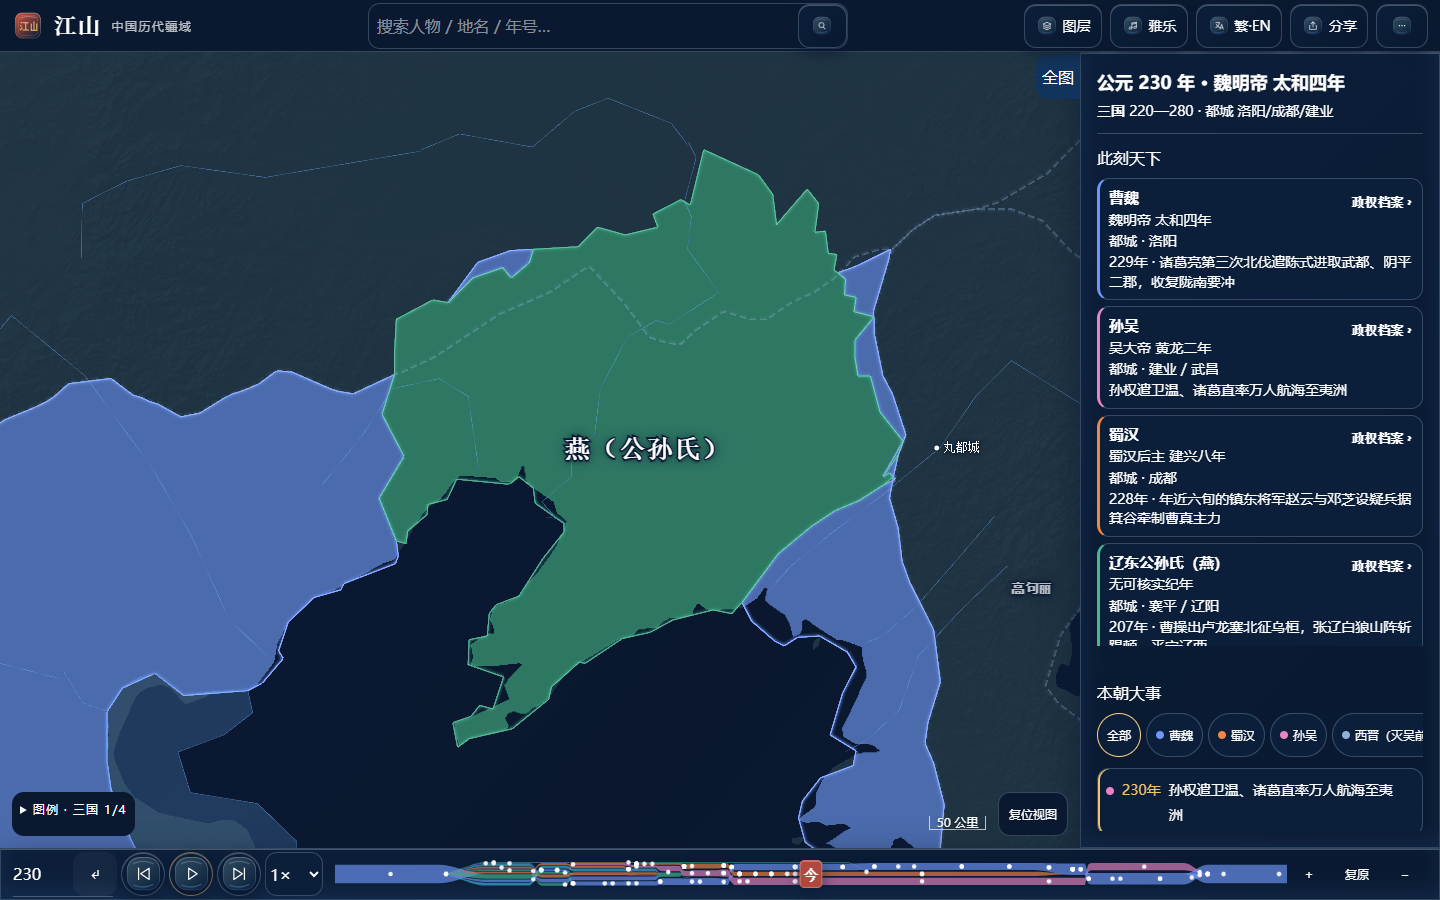 江山 江山 中国历代疆域
搜索人物 / 地名 / 年号...
图层
雅乐
繁·EN
分享
全图
燕（公孙氏）
丸都城
高句丽
图例 · 三国 1/4
50 公里
复位视图
公元 230 年 • 魏明帝 太和四年
三国 220—280 · 都城 洛阳/成都/建业
此刻天下
曹魏 政权档案 ›
魏明帝 太和四年
都城 · 洛阳
229年 · 诸葛亮第三次北伐遣陈式进取武都、阴平
二郡，收复陇南要冲
孙吴 政权档案 ›
吴大帝 黄龙二年
都城 · 建业 / 武昌
孙权遣卫温、诸葛直率万人航海至夷洲
蜀汉 政权档案 ›
蜀汉后主 建兴八年
都城 · 成都
228年 · 年近六旬的镇东将军赵云与邓芝设疑兵据
箕谷牵制曹真主力
辽东公孙氏（燕） 政权档案 ›
无可核实纪年
都城 · 襄平 / 辽阳
207年 · 曹操出卢龙塞北征乌桓，张辽白狼山阵斩
本朝大事
全部 曹魏 蜀汉 孙吴 西晋（灭吴前
230年 孙权遣卫温、诸葛直率万人航海至夷
洲
230
1×
今
+ 复原 −